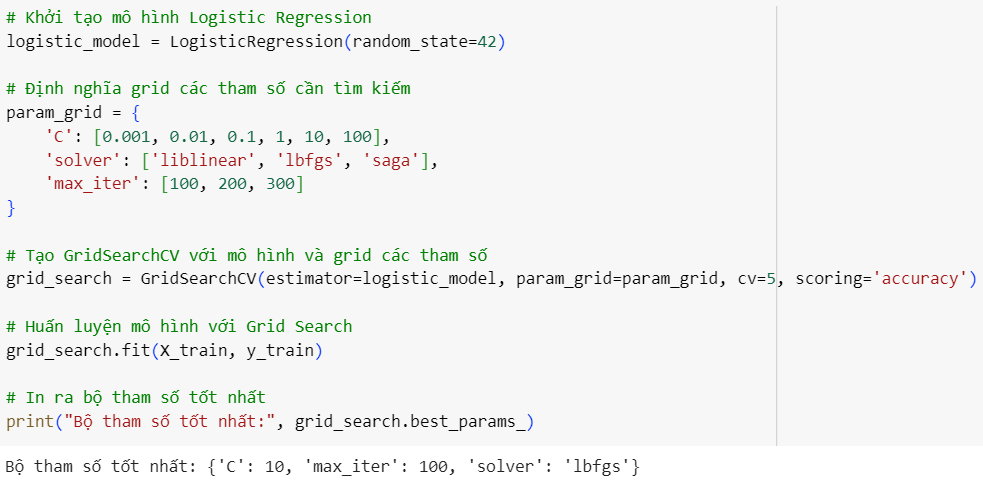 # Khởi tạo mô hình Logistic Regression
logistic_model = LogisticRegression(random_state=42)
# Định nghĩa grid các tham số cần tìm kiếm
param_grid = {
    'C': [0.001, 0.01, 0.1, 1, 10, 100],
    'solver': ['liblinear', 'lbfgs', 'saga'],
    'max_iter': [100, 200, 300]
}
# Tạo GridSearchCV với mô hình và grid các tham số
grid_search = GridSearchCV(estimator=logistic_model, param_grid=param_grid, cv=5, scoring='accuracy')
# Huấn luyện mô hình với Grid Search
grid_search.fit(X_train, y_train)
# In ra bộ tham số tốt nhất
print("Bộ tham số tốt nhất:", grid_search.best_params_)
Bộ tham số tốt nhất: {'C': 10, 'max_iter': 100, 'solver': 'lbfgs'}